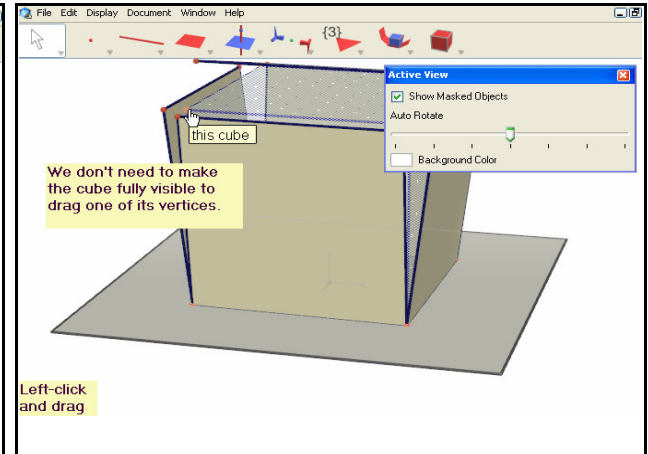 File Edit Display Document Window Help
{3}
Active View
Show Masked Objects
Auto Rotate
Background Color
this cube
We don't need to make
the cube fully visible to
drag one of its vertices.
Left-click
and drag